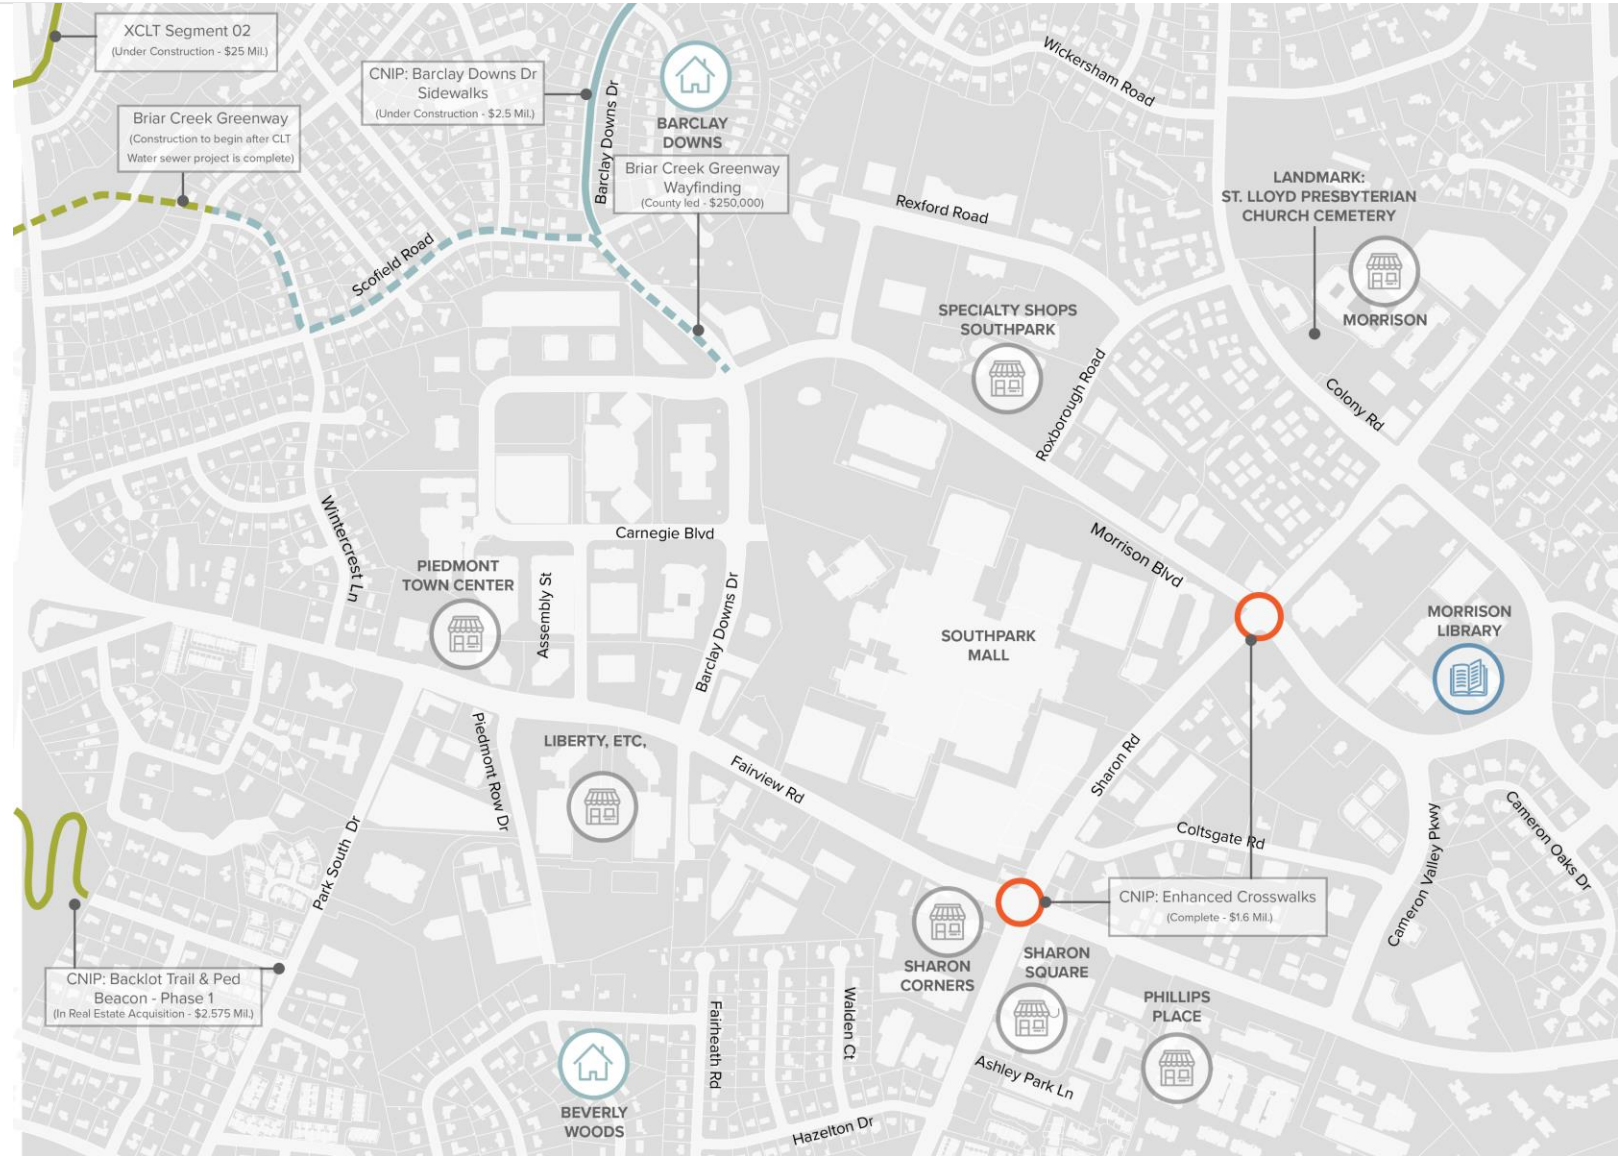 XCLT Segment 02
(Under Construction - $25 Mil.)
CNIP: Barclay Downs Dr
Sidewalks
(Under Construction - $2.5 Mil.)
Briar Creek Greenway
(Construction to begin after CLT
Water sewer project is complete)
Barclay Downs Dr
BARCLAY
DOWNS
Briar Creek Greenway
Wayfinding
(County led - $250,000)
Wickersham Road
Rexford Road
LANDMARK:
ST. LLOYD PRESBYTERIAN
CHURCH CEMETERY
MORRISON
Scofield Road
SPECIALTY SHOPS
SOUTHPARK
Roxborough Road
Colony Rd
Wintercrest Ln
Carnegie Blvd
Morrison Blvd
PIEDMONT
TOWN CENTER
Assembly St
Barclay Downs Dr
SOUTHPARK
MALL
MORRISON
LIBRARY
Piedmont Row Dr
LIBERTY, ETC,
Fairview Rd
Sharon Rd
Coltsgate Rd
Cameron Valley Pkwy
Cameron Oaks Dr
Park South Dr
CNIP: Enhanced Crosswalks
(Complete - $1.6 Mil.)
CNIP: Backlot Trail & Ped
Beacon - Phase 1
(In Real Estate Acquisition - $2.575 Mil.)
SHARON
CORNERS
SHARON
SQUARE
PHILLIPS
PLACE
Fairheath Rd
Walden Ct
Ashley Park Ln
Hazelton Dr
BEVERLY
WOODS